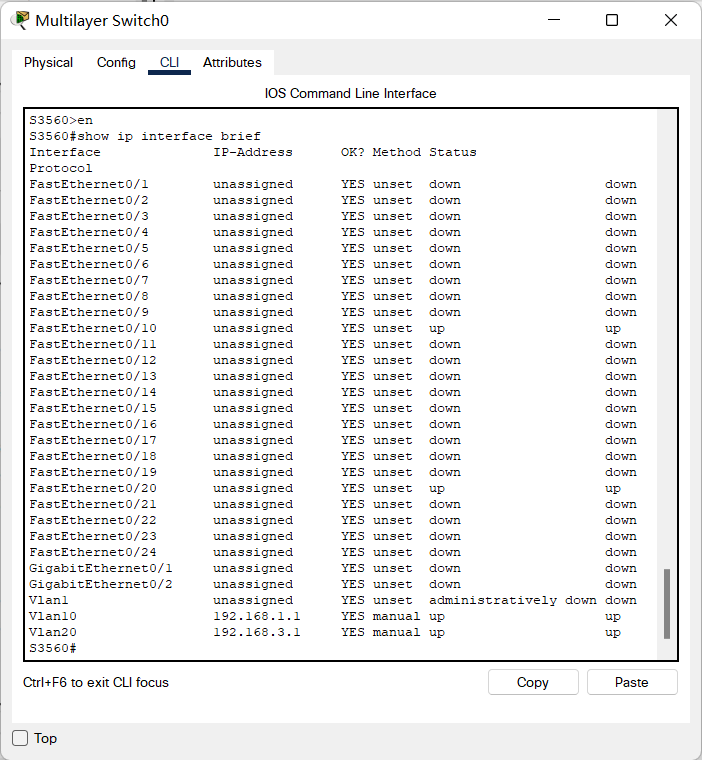 Multilayer Switch0
Physical Config CLI Attributes
IOS Command Line Interface
S3560>en
S3560#show ip interface brief
Interface IP-Address OK? Method Status
Protocol
FastEthernet0/1 unassigned YES unset down down
FastEthernet0/2 unassigned YES unset down down
FastEthernet0/3 unassigned YES unset down down
FastEthernet0/4 unassigned YES unset down down
FastEthernet0/5 unassigned YES unset down down
FastEthernet0/6 unassigned YES unset down down
FastEthernet0/7 unassigned YES unset down down
FastEthernet0/8 unassigned YES unset down down
FastEthernet0/9 unassigned YES unset down down
FastEthernet0/10 unassigned YES unset up up
FastEthernet0/11 unassigned YES unset down down
FastEthernet0/12 unassigned YES unset down down
FastEthernet0/13 unassigned YES unset down down
FastEthernet0/14 unassigned YES unset down down
FastEthernet0/15 unassigned YES unset down down
FastEthernet0/16 unassigned YES unset down down
FastEthernet0/17 unassigned YES unset down down
FastEthernet0/18 unassigned YES unset down down
FastEthernet0/19 unassigned YES unset down down
FastEthernet0/20 unassigned YES unset up up
FastEthernet0/21 unassigned YES unset down down
FastEthernet0/22 unassigned YES unset down down
FastEthernet0/23 unassigned YES unset down down
FastEthernet0/24 unassigned YES unset down down
GigabitEthernet0/1 unassigned YES unset down down
GigabitEthernet0/2 unassigned YES unset down down
Vlan1 unassigned YES unset administratively down down
Vlan10 192.168.1.1 YES manual up up
Vlan20 192.168.3.1 YES manual up up
S3560#
Ctrl+F6 to exit CLI focus
Copy Paste
Top